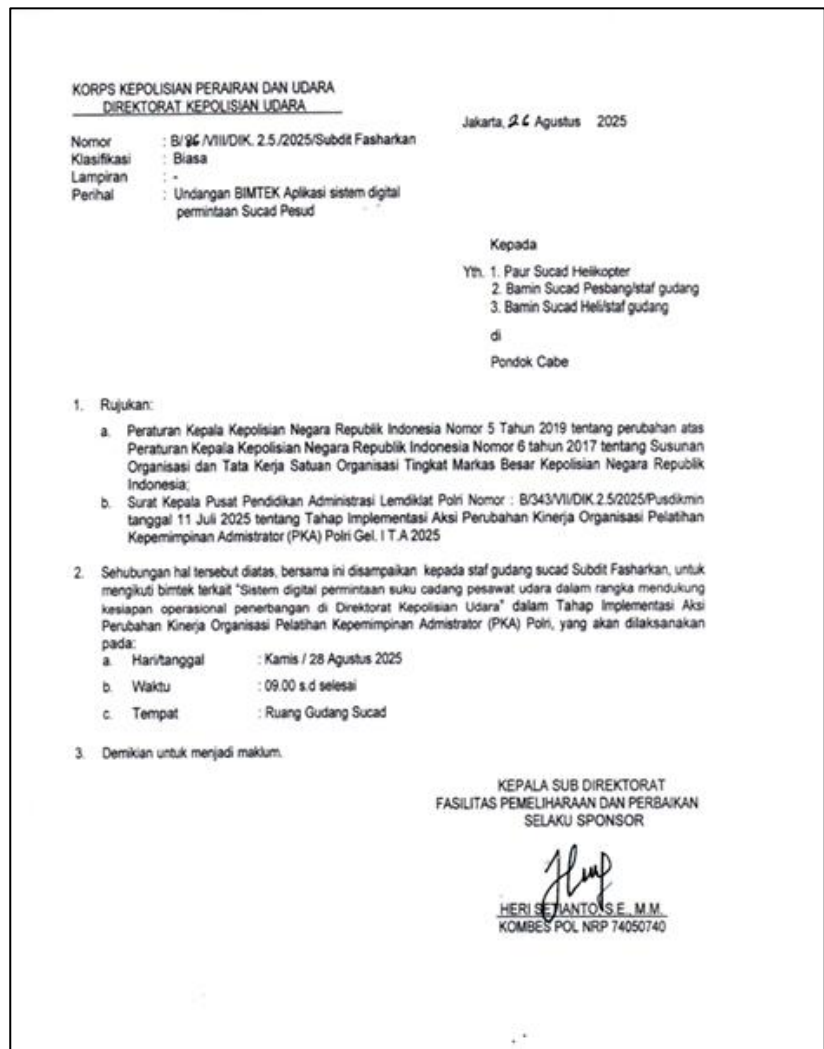 KORPS KEPOLISIAN PERAIRAN DAN UDARA
DIREKTORAT KEPOLISIAN UDARA
Jakarta, 26 Agustus 2025
Nomor : B/86/VIII/DIK. 2.5./2025/Subdit Fasharkan
Klasifikasi : Biasa
Lampiran : -
Perihal : Undangan BIMTEK Aplikasi sistem digital
permintaan Sucad Pesud
Kepada
Yth. 1. Paur Sucad Helikopter
2. Bamin Sucad Pesbang/staf gudang
3. Bamin Sucad Heli/staf gudang
di
Pondok Cabe
1. Rujukan:
a. Peraturan Kepala Kepolisian Negara Republik Indonesia Nomor 5 Tahun 2019 tentang perubahan atas
Peraturan Kepala Kepolisian Negara Republik Indonesia Nomor 6 tahun 2017 tentang Susunan
Organisasi dan Tata Kerja Satuan Organisasi Tingkat Markas Besar Kepolisian Negara Republik
Indonesia;
b. Surat Kepala Pusat Pendidikan Administrasi Lemdiklat Polri Nomor : B/343/VII/DIK.2.5/2025/Pusdikmin
tanggal 11 Juli 2025 tentang Tahap Implementasi Aksi Perubahan Kinerja Organisasi Pelatihan
Kepemimpinan Admistrator (PKA) Polri Gel. I T.A 2025
2. Sehubungan hal tersebut diatas, bersama ini disampaikan kepada staf gudang sucad Subdit Fasharkan, untuk
mengikuti bimtek terkait "Sistem digital permintaan suku cadang pesawat udara dalam rangka mendukung
kesiapan operasional penerbangan di Direktorat Kepolisian Udara" dalam Tahap Implementasi Aksi
Perubahan Kinerja Organisasi Pelatihan Kepemimpinan Admistrator (PKA) Polri, yang akan dilaksanakan
pada:
a. Hari/tanggal : Kamis / 28 Agustus 2025
b. Waktu : 09.00 s.d selesai
c. Tempat : Ruang Gudang Sucad
3. Demikian untuk menjadi maklum.
KEPALA SUB DIREKTORAT
FASILITAS PEMELIHARAAN DAN PERBAIKAN
SELAKU SPONSOR
HERI SETIANTO, S.E., M.M.
KOMBES POL NRP 74050740